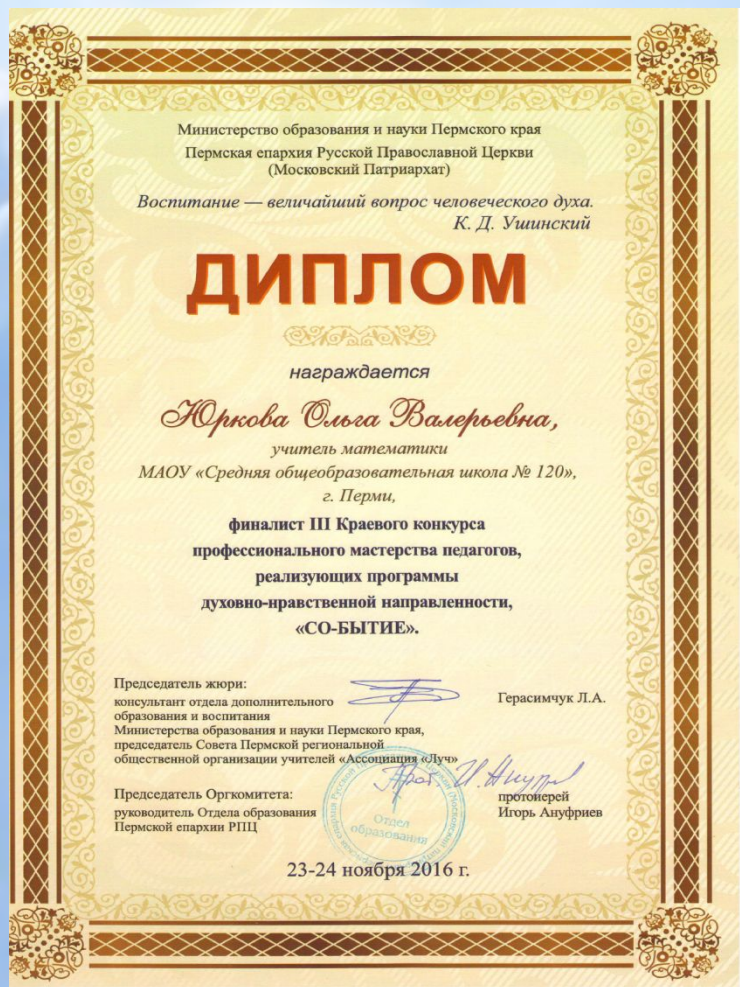 Министерство образования и науки Пермского края
Пермская епархия Русской Православной Церкви
(Московский Патриархат)
Воспитание — величайший вопрос человеческого духа.
К. Д. Ушинский
ДИПЛОМ
награждается
Юркова Ольга Валерьевна,
учитель математики
МАОУ «Средняя общеобразовательная школа № 120»,
г. Перми,
финалист III Краевого конкурса
профессионального мастерства педагогов,
реализующих программы
духовно-нравственной направленности,
«СО-БЫТИЕ».
Председатель жюри:
консультант отдела дополнительного
образования и воспитания
Министерства образования и науки Пермского края,
председатель Совета Пермской региональной
общественной организации учителей «Ассоциация «Луч»
Герасимчук Л.А.
Председатель Оргкомитета:
руководитель Отдела образования
Пермской епархии РПЦ
Прот.
протоиерей
Игорь Ануфриев
Отдел
образования
23-24 ноября 2016 г.